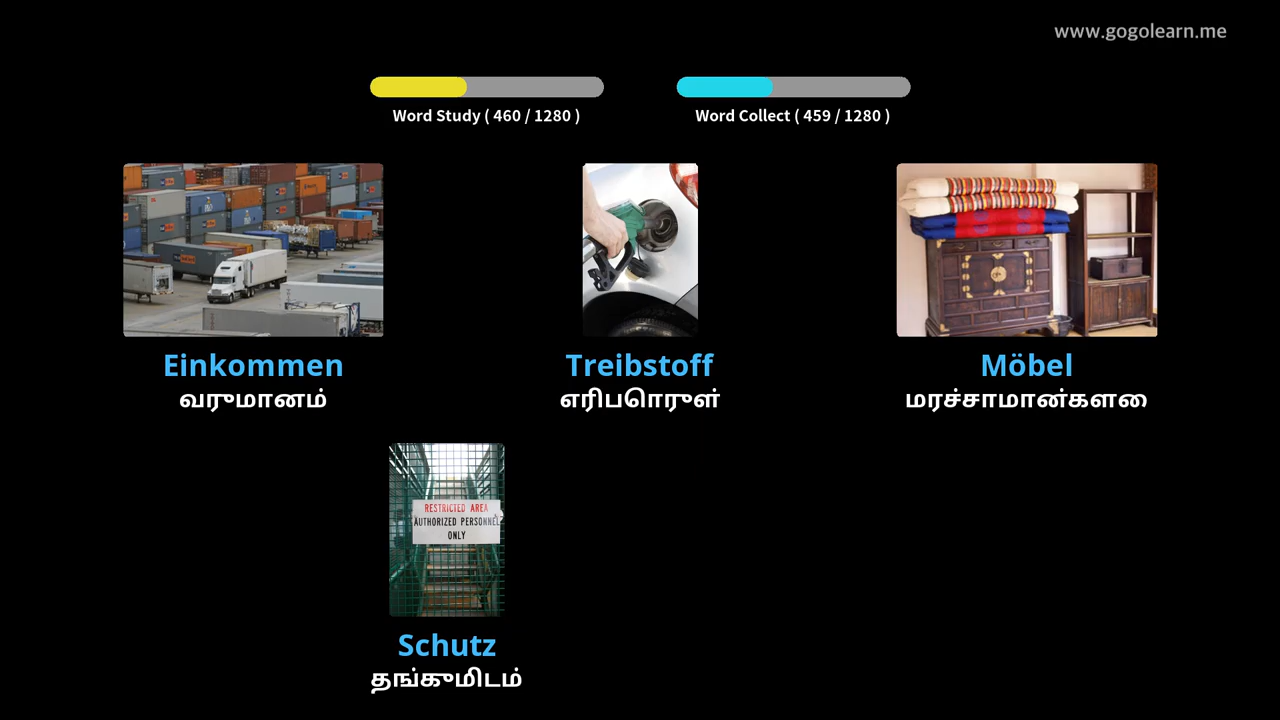 www.gogolearn.me
Word Study ( 460 / 1280 )
Word Collect ( 459 / 1280 )
Einkommen
வருமானம்
Treibstoff
எரிபொருள்
Möbel
மரச்சாமான்களை
RESTRICTED AREA
AUTHORIZED PERSONNEL
ONLY
Schutz
தங்குமிடம்